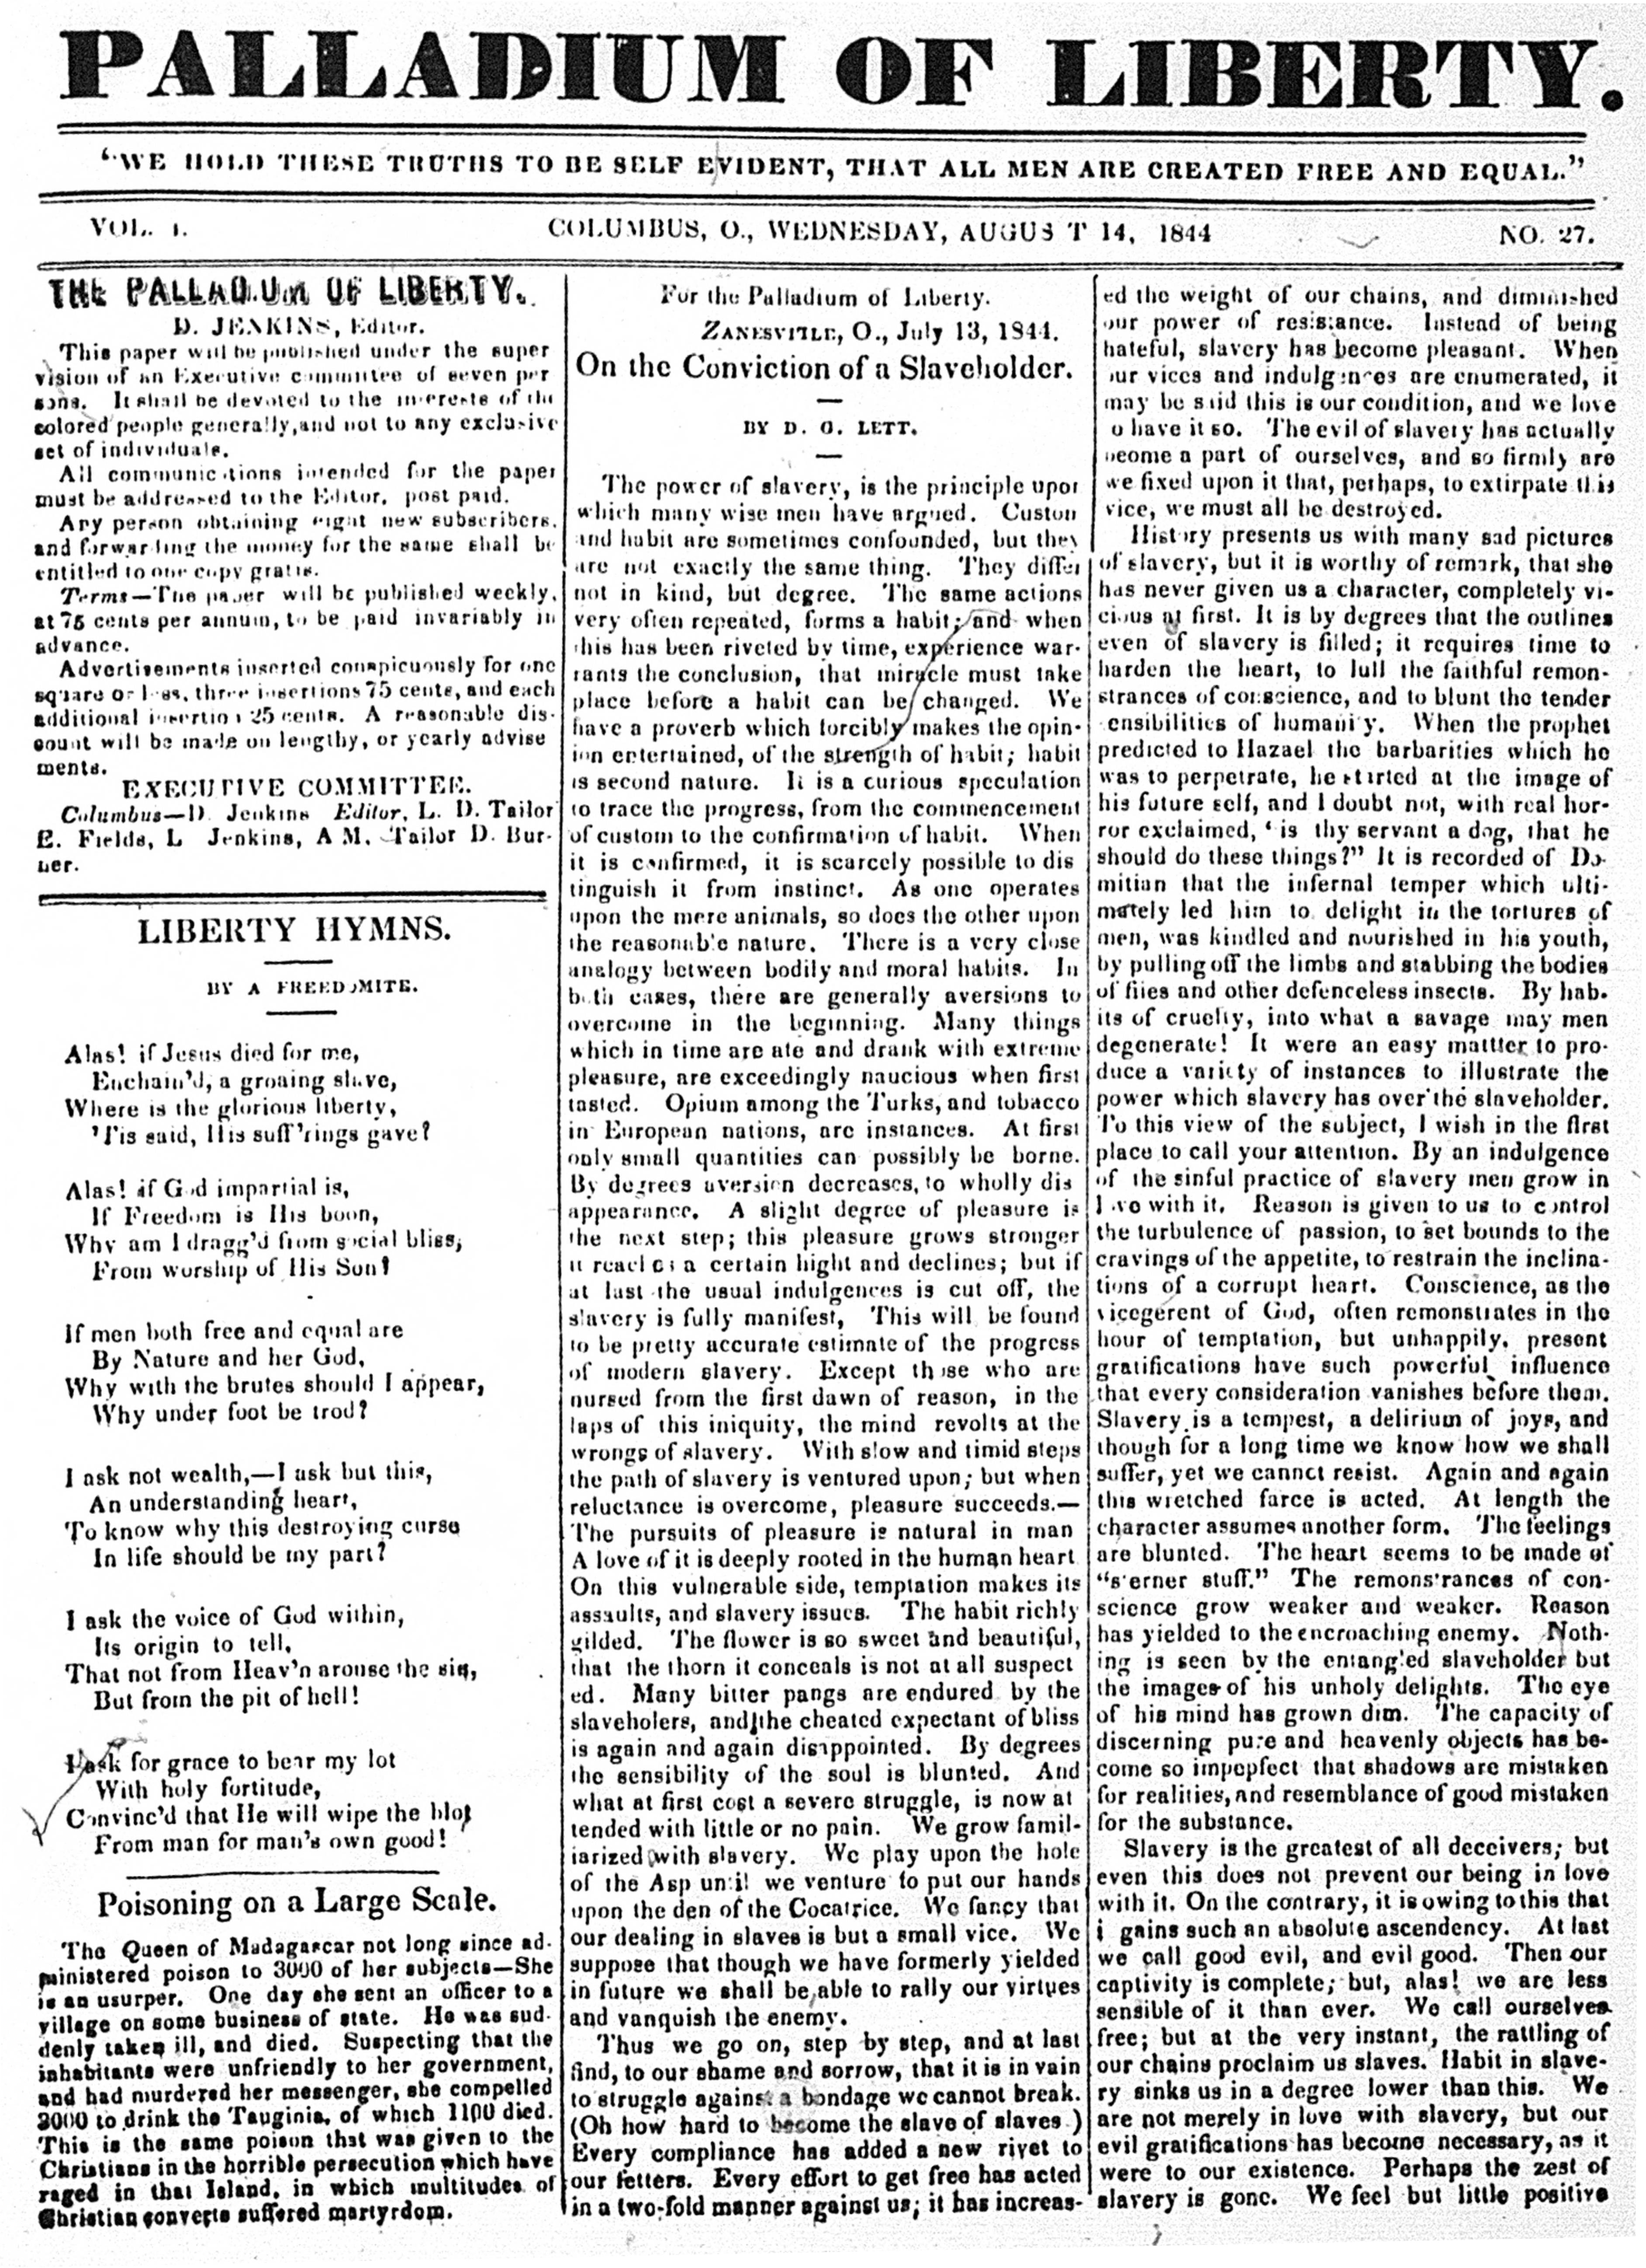 PALLADIUM OF LIBERTY.
"WE HOLD THESE TRUTHS TO BE SELF EVIDENT, THAT ALL MEN ARE CREATED FREE AND EQUAL."
VOL. 1. COLUMBUS, O., WEDNESDAY, AUGUST 14, 1844 NO. 27.
THE PALLADIUM OF LIBERTY.
D. JENKINS, Editor.
This paper will be published under the super
vision of an Executive committee of seven per
sons. It shall be devoted to the interests of the
colored people generally, and not to any exclusive
set of individuals.
All communications intended for the paper
must be addressed to the Editor, post paid.
Any person obtaining eight new subscribers,
and forwarding the money for the same shall be
entitled to one copy gratis.
Terms—The paper will be published weekly,
at 75 cents per annum, to be paid invariably in
advance.
Advertisements inserted conspicuously for one
square or less, three insertions 75 cents, and each
additional insertion 25 cents. A reasonable dis-
count will be made on lengthy, or yearly advise
ments.
EXECUTIVE COMMITTEE.
Columbus—D. Jenkins Editor, L. D. Tailor
E. Fields, L Jenkins, A M. Tailor D. Bur-
ner.
LIBERTY HYMNS.
BY A FREEDOMITE.
Alas! if Jesus died for me,
Enchain'd, a groaing slave,
Where is the glorious liberty,
'Tis said, His suff'rings gave?
Alas! if God impartial is,
If Freedom is His boon,
Why am I dragg'd from social bliss,
From worship of His Son?
If men both free and equal are
By Nature and her God,
Why with the brutes should I appear,
Why under foot be trod?
I ask not wealth,—I ask but this,
An understanding heart,
To know why this destroying curse
In life should be my part?
I ask the voice of God within,
Its origin to tell,
That not from Heav'n arouse the sin,
But from the pit of hell!
I ask for grace to bear my lot
With holy fortitude,
Convinc'd that He will wipe the blot
From man for man's own good!
Poisoning on a Large Scale.
The Queen of Madagascar not long since ad-
ministered poison to 3000 of her subjects—She
is an usurper. One day she sent an officer to a
village on some business of state. He was sud-
denly taken ill, and died. Suspecting that the
inhabitants were unfriendly to her government,
and had murdered her messenger, she compelled
3000 to drink the Tauginia, of which 1100 died.
This is the same poison that was given to the
Christians in the horrible persecution which have
raged in that Island, in which multitudes of
Christian converts suffered martyrdom.
For the Palladium of Liberty.
ZANESVILLE, O., July 13, 1844.
On the Conviction of a Slaveholder.
BY D. G. LETT.
The power of slavery, is the principle upon
which many wise men have argued. Custom
and habit are sometimes confounded, but they
are not exactly the same thing. They differ
not in kind, but degree. The same actions
very often repeated, forms a habit; and when
this has been riveted by time, experience war-
rants the conclusion, that miracle must take
place before a habit can be changed. We
have a proverb which forcibly makes the opin-
ion entertained, of the strength of habit; habit
is second nature. It is a curious speculation
to trace the progress, from the commencement
of custom to the confirmation of habit. When
it is confirmed, it is scarcely possible to dis
tinguish it from instinct. As one operates
upon the mere animals, so does the other upon
the reasonable nature. There is a very close
analogy between bodily and moral habits. In
both cases, there are generally aversions to
overcome in the beginning. Many things
which in time are ate and drank with extreme
pleasure, are exceedingly naucious when first
tasted. Opium among the Turks, and tobacco
in European nations, are instances. At first
only small quantities can possibly be borne.
By degrees aversion decreases, to wholly dis
appearance. A slight degree of pleasure is
the next step; this pleasure grows stronger
it reaches a certain hight and declines; but if
at last the usual indulgences is cut off, the
slavery is fully manifest, This will be found
to be pretty accurate estimate of the progress
of modern slavery. Except those who are
nursed from the first dawn of reason, in the
laps of this iniquity, the mind revolts at the
wrongs of slavery. With slow and timid steps
the path of slavery is ventured upon; but when
reluctance is overcome, pleasure succeeds.—
The pursuits of pleasure is natural in man
A love of it is deeply rooted in the human heart
On this vulnerable side, temptation makes its
assaults, and slavery issues. The habit richly
gilded. The flower is so sweet and beautiful,
that the thorn it conceals is not at all suspect
ed. Many bitter pangs are endured by the
slaveholers, and the cheated expectant of bliss
is again and again disappointed. By degrees
the sensibility of the soul is blunted. And
what at first cost a severe struggle, is now at
tended with little or no pain. We grow famil-
iarized with slavery. We play upon the hole
of the Asp until we venture to put our hands
upon the den of the Cocatrice. We fancy that
our dealing in slaves is but a small vice. We
suppose that though we have formerly yielded
in future we shall be able to rally our virtues
and vanquish the enemy.
Thus we go on, step by step, and at last
find, to our shame and sorrow, that it is in vain
to struggle against a bondage we cannot break.
(Oh how hard to become the slave of slaves.)
Every compliance has added a new rivet to
our fetters. Every effort to get free has acted
in a two-fold manner against us; it has increas-
ed the weight of our chains, and diminished
our power of resistance. Instead of being
hateful, slavery has become pleasant. When
our vices and indulgences are enumerated, it
may be said this is our condition, and we love
to have it so. The evil of slavery has actually
beome a part of ourselves, and so firmly are
we fixed upon it that, perhaps, to extirpate this
vice, we must all be destroyed.
History presents us with many sad pictures
of slavery, but it is worthy of remark, that she
has never given us a character, completely vi-
cious at first. It is by degrees that the outlines
even of slavery is filled; it requires time to
harden the heart, to lull the faithful remon-
strances of conscience, and to blunt the tender
sensibilities of humanity. When the prophet
predicted to Hazael the barbarities which he
was to perpetrate, he started at the image of
his future self, and I doubt not, with real hor-
ror exclaimed, 'is thy servant a dog, that he
should do these things?" It is recorded of Do-
mitian that the infernal temper which ulti-
mately led him to delight in the tortures of
men, was kindled and nourished in his youth,
by pulling off the limbs and stabbing the bodies
of flies and other defenceless insects. By hab-
its of cruelty, into what a savage may men
degenerate! It were an easy mattter to pro-
duce a variety of instances to illustrate the
power which slavery has over the slaveholder.
To this view of the subject, I wish in the first
place to call your attention. By an indulgence
of the sinful practice of slavery men grow in
love with it. Reason is given to us to control
the turbulence of passion, to set bounds to the
cravings of the appetite, to restrain the inclina-
tions of a corrupt heart. Conscience, as the
vicegerent of God, often remonstrates in the
hour of temptation, but unhappily, present
gratifications have such powerful influence
that every consideration vanishes before them.
Slavery is a tempest, a delirium of joys, and
though for a long time we know how we shall
suffer, yet we cannot resist. Again and again
this wretched farce is acted. At length the
character assumes another form. The feelings
are blunted. The heart seems to be made of
"sterner stuff." The remonstrances of con-
science grow weaker and weaker. Reason
has yielded to the encroaching enemy. Noth-
ing is seen by the entangled slaveholder but
the images of his unholy delights. The eye
of his mind has grown dim. The capacity of
discerning pure and heavenly objects has be-
come so impepfect that shadows are mistaken
for realities, and resemblance of good mistaken
for the substance.
Slavery is the greatest of all deceivers; but
even this does not prevent our being in love
with it. On the contrary, it is owing to this that
i gains such an absolute ascendency. At last
we call good evil, and evil good. Then our
captivity is complete; but, alas! we are less
sensible of it than ever. We call ourselves
free; but at the very instant, the rattling of
our chains proclaim us slaves. Habit in slave-
ry sinks us in a degree lower than this. We
are not merely in love with slavery, but our
evil gratifications has become necessary, as it
were to our existence. Perhaps the zest of
slavery is gone. We feel but little positive